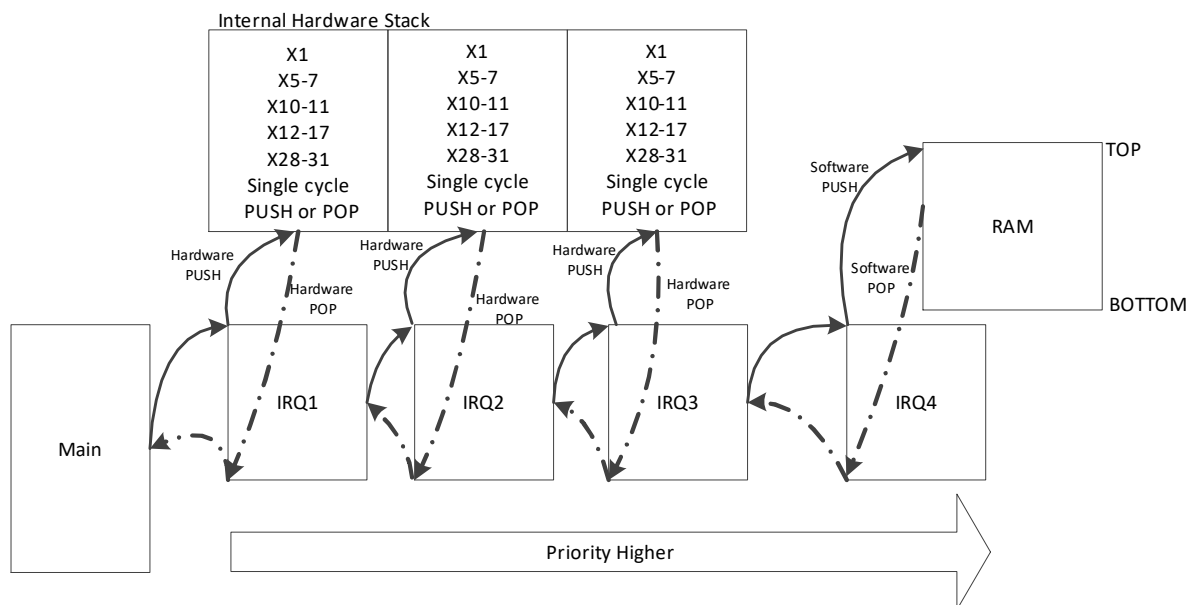 Internal Hardware Stack
X1
X5-7
X10-11
X12-17
X28-31
Single cycle
PUSH or POP
X1
X5-7
X10-11
X12-17
X28-31
Single cycle
PUSH or POP
X1
X5-7
X10-11
X12-17
X28-31
Single cycle
PUSH or POP
Software
PUSH
TOP
RAM
Software
POP
BOTTOM
Hardware
PUSH
Hardware
POP
Hardware
PUSH
Hardware
POP
Hardware
PUSH
Hardware
POP
Main
IRQ1
IRQ2
IRQ3
IRQ4
Priority Higher